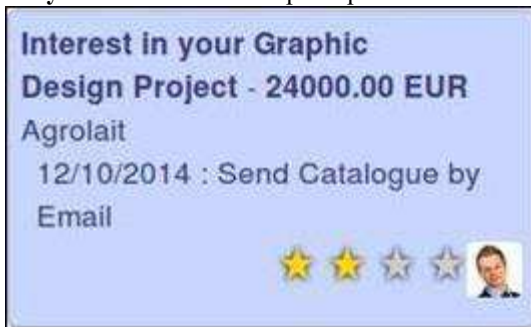 Interest in your Graphic
Design Project - 24000.00 EUR
Agrolait
12/10/2014 : Send Catalogue by
Email